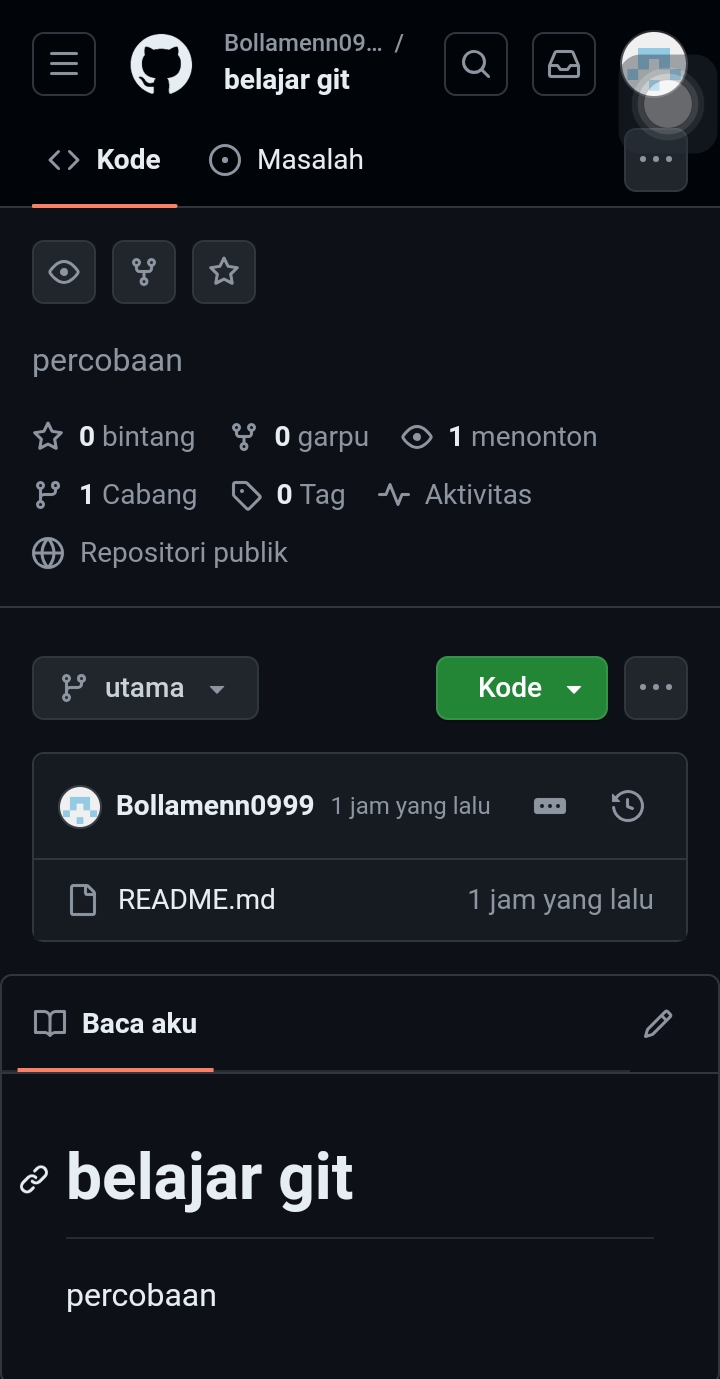 Bollamenn09... /
belajar git
Kode Masalah
percobaan
0 bintang 0 garpu 1 menonton
1 Cabang 0 Tag Aktivitas
Repositori publik
utama Kode
Bollamenn0999 1 jam yang lalu
README.md 1 jam yang lalu
Baca aku
belajar git
percobaan